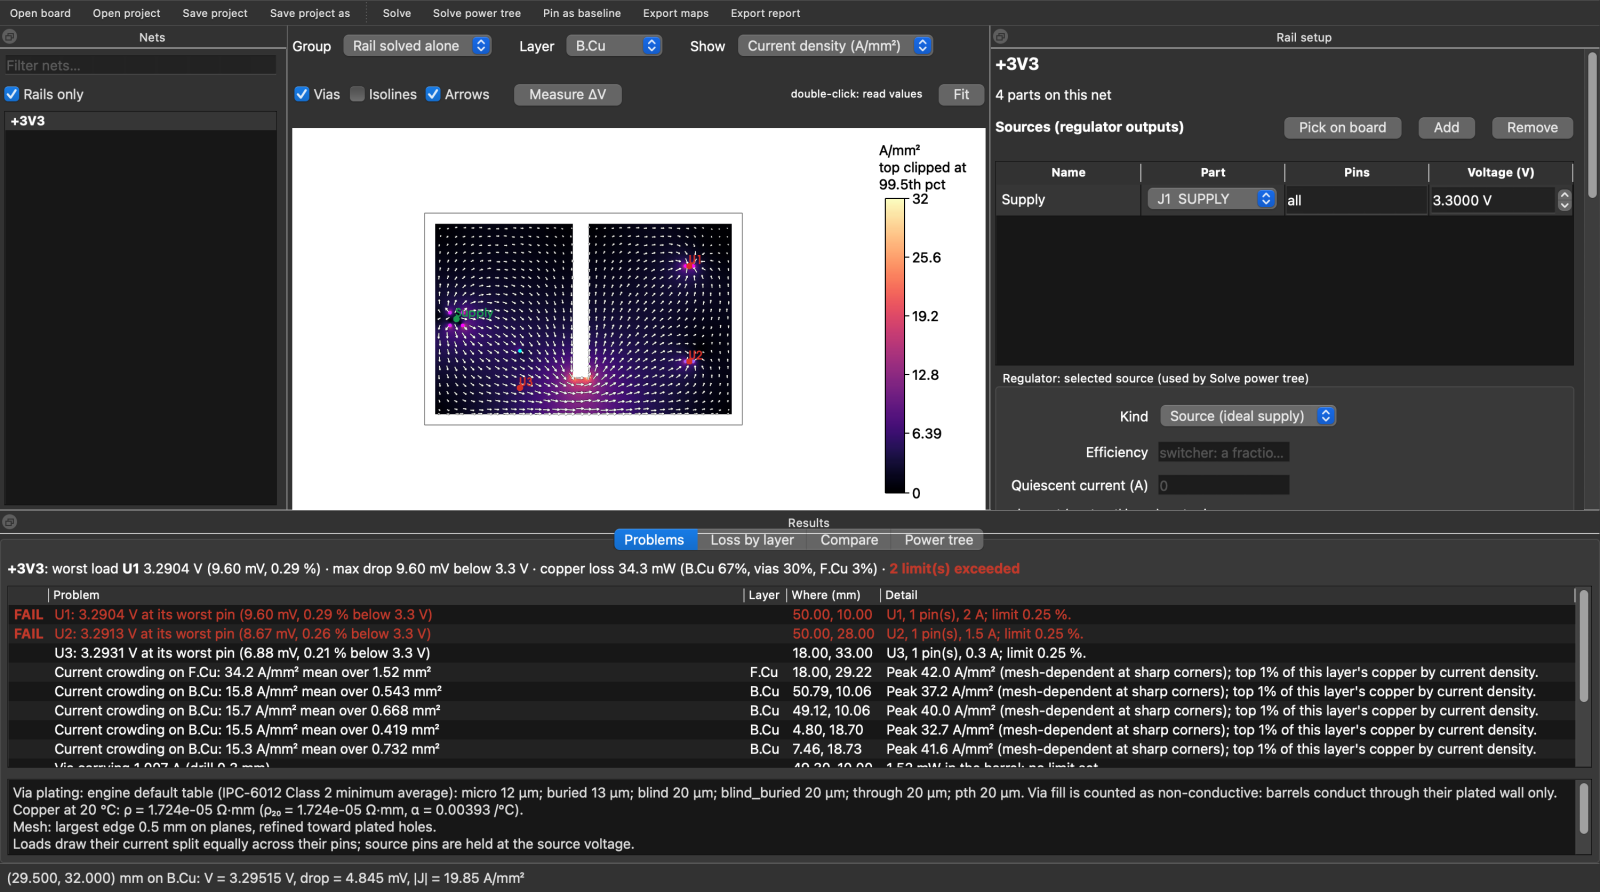 Open board Open project Save project Save project as Solve Solve power tree Pin as baseline Export maps Export report
Nets
Filter nets...
Rails only
+3V3
Group Rail solved alone Layer B.Cu Show Current density (A/mm²)
Vias Isolines Arrows Measure ΔV double-click: read values Fit
A/mm²
top clipped at
99.5th pct
32
25.6
19.2
12.8
6.39
0
U1
Supply
U2
U3
Rail setup
+3V3
4 parts on this net
Sources (regulator outputs) Pick on board Add Remove
Name Part Pins Voltage (V)
Supply J1 SUPPLY all 3.3000 V
Regulator: selected source (used by Solve power tree)
Kind Source (ideal supply)
Efficiency switcher: a fractio...
Quiescent current (A) 0
Results
Problems Loss by layer Compare Power tree
+3V3: worst load U1 3.2904 V (9.60 mV, 0.29 %) · max drop 9.60 mV below 3.3 V · copper loss 34.3 mW (B.Cu 67%, vias 30%, F.Cu 3%) · 2 limit(s) exceeded
Problem Layer Where (mm) Detail
FAIL U1: 3.2904 V at its worst pin (9.60 mV, 0.29 % below 3.3 V) 50.00, 10.00 U1, 1 pin(s), 2 A; limit 0.25 %.
FAIL U2: 3.2913 V at its worst pin (8.67 mV, 0.26 % below 3.3 V) 50.00, 28.00 U2, 1 pin(s), 1.5 A; limit 0.25 %.
U3: 3.2931 V at its worst pin (6.88 mV, 0.21 % below 3.3 V) 18.00, 33.00 U3, 1 pin(s), 0.3 A; limit 0.25 %.
Current crowding on F.Cu: 34.2 A/mm² mean over 1.52 mm² F.Cu 18.00, 29.22 Peak 42.0 A/mm² (mesh-dependent at sharp corners); top 1% of this layer's copper by current density.
Current crowding on B.Cu: 15.8 A/mm² mean over 0.543 mm² B.Cu 50.79, 10.06 Peak 37.2 A/mm² (mesh-dependent at sharp corners); top 1% of this layer's copper by current density.
Current crowding on B.Cu: 15.7 A/mm² mean over 0.668 mm² B.Cu 49.12, 10.06 Peak 40.0 A/mm² (mesh-dependent at sharp corners); top 1% of this layer's copper by current density.
Current crowding on B.Cu: 15.5 A/mm² mean over 0.419 mm² B.Cu 4.80, 18.70 Peak 32.7 A/mm² (mesh-dependent at sharp corners); top 1% of this layer's copper by current density.
Current crowding on B.Cu: 15.3 A/mm² mean over 0.732 mm² B.Cu 7.46, 18.73 Peak 41.6 A/mm² (mesh-dependent at sharp corners); top 1% of this layer's copper by current density.
Via carrying 1.007 A (drill 0.3 mm) 49.30, 10.00 1.52 mW in the barrel; no limit set
Via plating: engine default table (IPC-6012 Class 2 minimum average): micro 12 µm; buried 13 µm; blind 20 µm; blind_buried 20 µm; through 20 µm; pth 20 µm. Via fill is counted as non-conductive: barrels conduct through their plated wall only.
Copper at 20 °C: ρ = 1.724e-05 Ω·mm (ρ₂₀ = 1.724e-05 Ω·mm, α = 0.00393 /°C).
Mesh: largest edge 0.5 mm on planes, refined toward plated holes.
Loads draw their current split equally across their pins; source pins are held at the source voltage.
(29.500, 32.000) mm on B.Cu: V = 3.29515 V, drop = 4.845 mV, |J| = 19.85 A/mm²